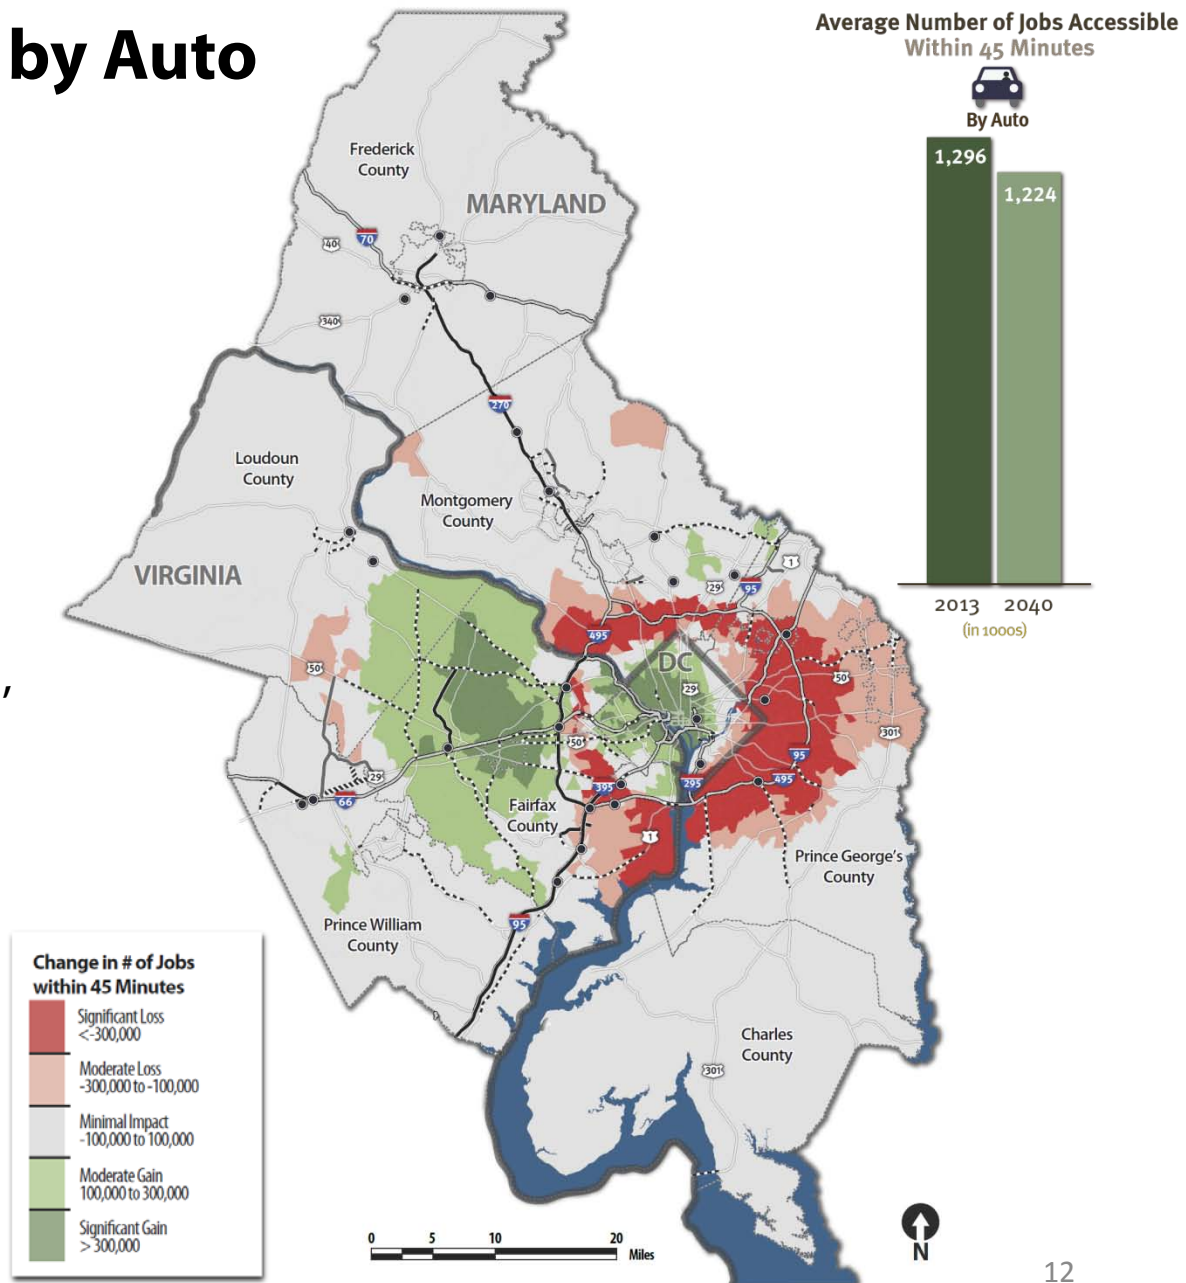 by Auto
Average Number of Jobs Accessible
Within 45 Minutes
By Auto
1,296
1,224
2013
2040
(in 1000s)
Frederick
County
MARYLAND
70
40
340
270
Loudoun
County
Montgomery
County
VIRGINIA
1
29
95
495
DC
50
50
29
301
50
95
29
66
395
295
495
Fairfax
County
1
Prince George's
County
Prince William
County
95
,
Charles
County
301
Change in # of Jobs
within 45 Minutes
Significant Loss
<-300,000
Moderate Loss
-300,000 to -100,000
Minimal Impact
-100,000 to 100,000
Moderate Gain
100,000 to 300,000
Significant Gain
> 300,000
0 5 10 20
Miles
N
12